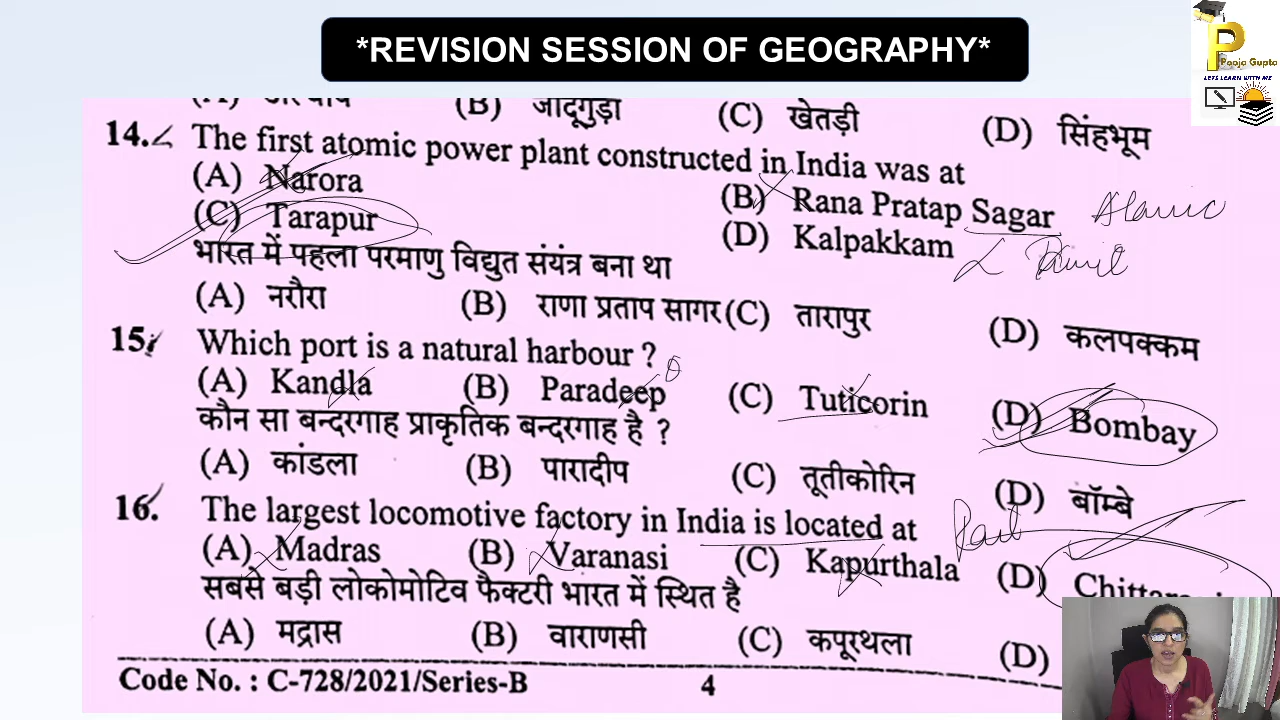 *REVISION SESSION OF GEOGRAPHY*
P
Pooja Gupta
LETS LEARN WITH ME
(B) जादूगुड़ा (C) खेतड़ी (D) सिंहभूम
14. The first atomic power plant constructed in India was at
(A) Narora (B) Rana Pratap Sagar
(C) Tarapur (D) Kalpakkam
भारत में पहला परमाणु विद्युत संयंत्र बना था
(A) नरौरा (B) राणा प्रताप सागर (C) तारापुर (D) कलपक्कम
15. Which port is a natural harbour ?
(A) Kandla (B) Paradeep (C) Tuticorin (D) Bombay
कौन सा बन्दरगाह प्राकृतिक बन्दरगाह है ?
(A) कांडला (B) पारादीप (C) तूतीकोरिन (D) बॉम्बे
16. The largest locomotive factory in India is located at
(A) Madras (B) Varanasi (C) Kapurthala (D)
सबसे बड़ी लोकोमोटिव फैक्टरी भारत में स्थित है
(A) मद्रास (B) वाराणसी (C) कपूरथला (D)
Code No. : C-728/2021/Series-B 4